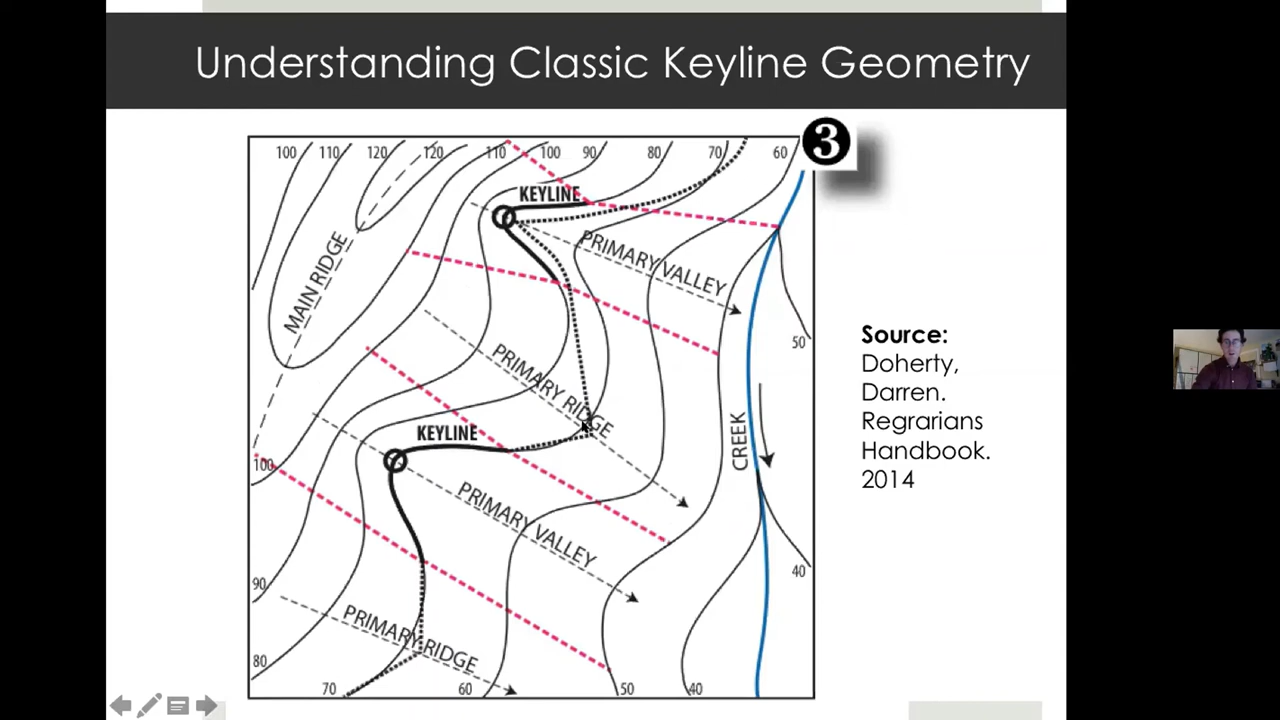 Understanding Classic Keyline Geometry
3
100 110 120 120 110 100 90 80 70 60
KEYLINE
PRIMARY VALLEY
MAIN RIDGE
50
PRIMARY RIDGE
KEYLINE
CREEK
100
PRIMARY VALLEY
40
90
PRIMARY RIDGE
80
70 60 50 40
Source:
Doherty,
Darren.
Regrarians
Handbook.
2014